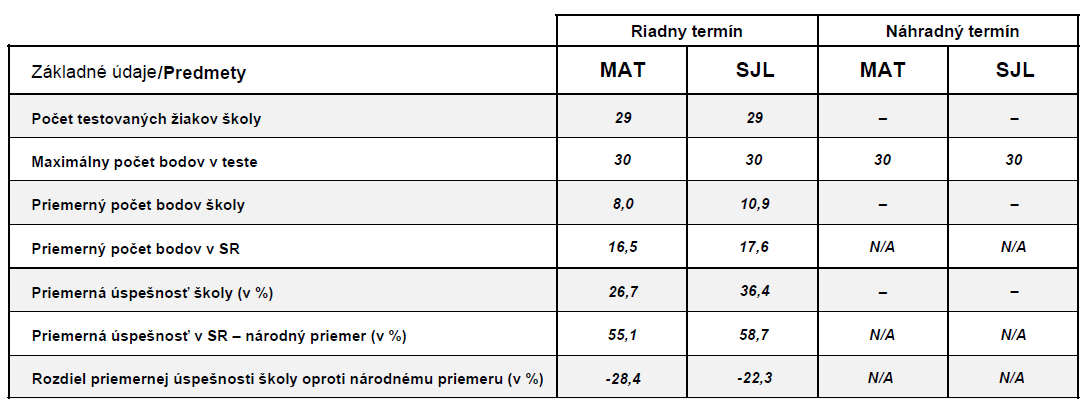 Riadny termín Náhradný termín
Základné údaje/Predmety MAT SJL MAT SJL
Počet testovaných žiakov školy 29 29 – –
Maximálny počet bodov v teste 30 30 30 30
Priemerný počet bodov školy 8,0 10,9 – –
Priemerný počet bodov v SR 16,5 17,6 N/A N/A
Priemerná úspešnosť školy (v %) 26,7 36,4 – –
Priemerná úspešnosť v SR – národný priemer (v %) 55,1 58,7 N/A N/A
Rozdiel priemernej úspešnosti školy oproti národnému priemeru (v %) -28,4 -22,3 N/A N/A